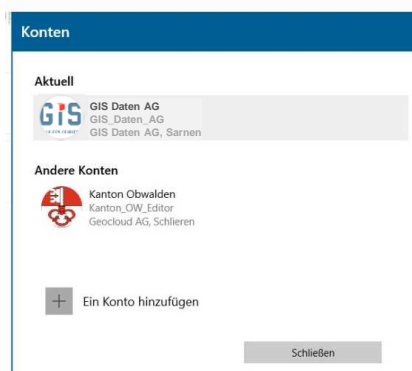 Konten
Aktuell
GIS
GIS Daten AG
GIS_Daten_AG
GIS Daten AG, Sarnen
Andere Konten
Kanton Obwalden
Kanton_OW_Editor
Geocloud AG, Schlieren
Ein Konto hinzufügen
Schließen